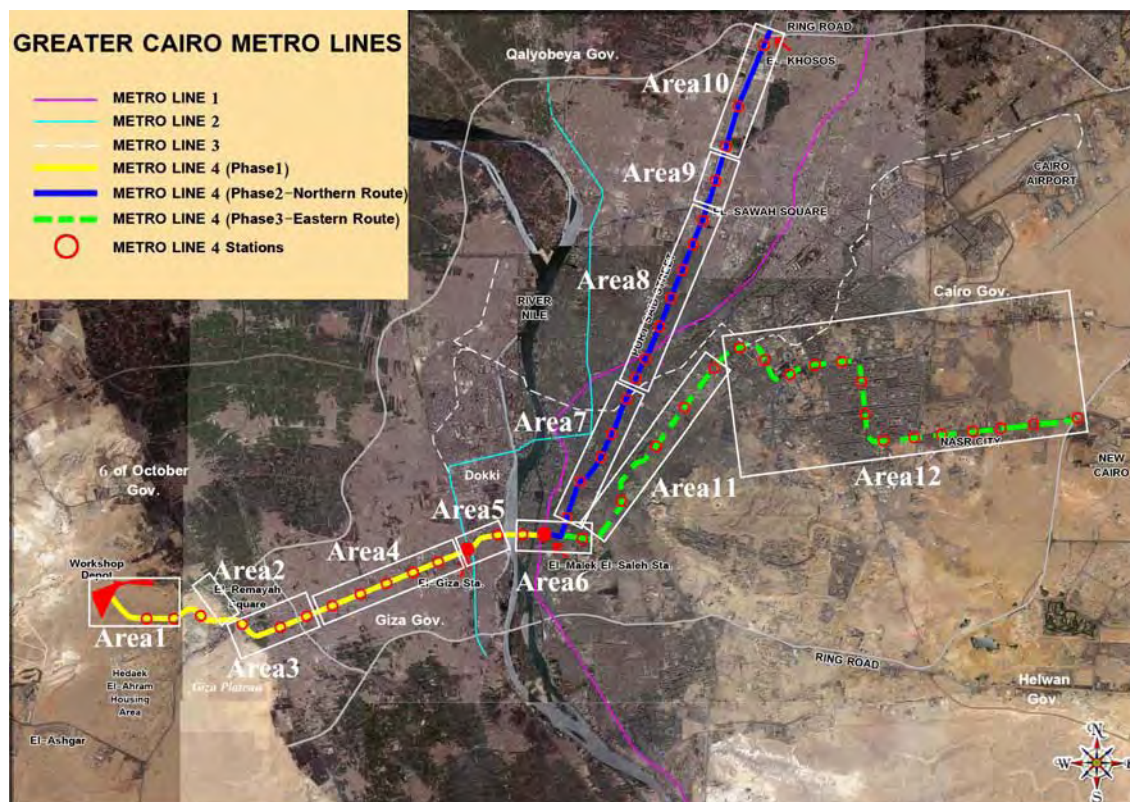 GREATER CAIRO METRO LINES
METRO LINE 1
METRO LINE 2
METRO LINE 3
METRO LINE 4 (Phase1)
METRO LINE 4 (Phase2-Northern Route)
METRO LINE 4 (Phase3-Eastern Route)
METRO LINE 4 Stations
RING ROAD
Qalyobeya Gov.
EL-KHOSOS
Area10
Area9
CAIRO
AIRPORT
EL-SAWAH SQUARE
Area8
PORT SAID STREET
RIVER
NILE
Cairo Gov.
Area7
Dokki
6 of October
Gov.
NASR CITY
NEW
CAIRO
Area12
Area11
Area5
Area4
Workshop
Depot
Area2
El-Remayah
Square
El-Giza Sta.
El-Malek El-Saleh Sta.
Area6
Area1
Giza Gov.
Area3
RING ROAD
Giza Plateau
Hedaek
El-Ahram
Housing
Area
Helwan
Gov.
El-Ashgar
N
W
E
S